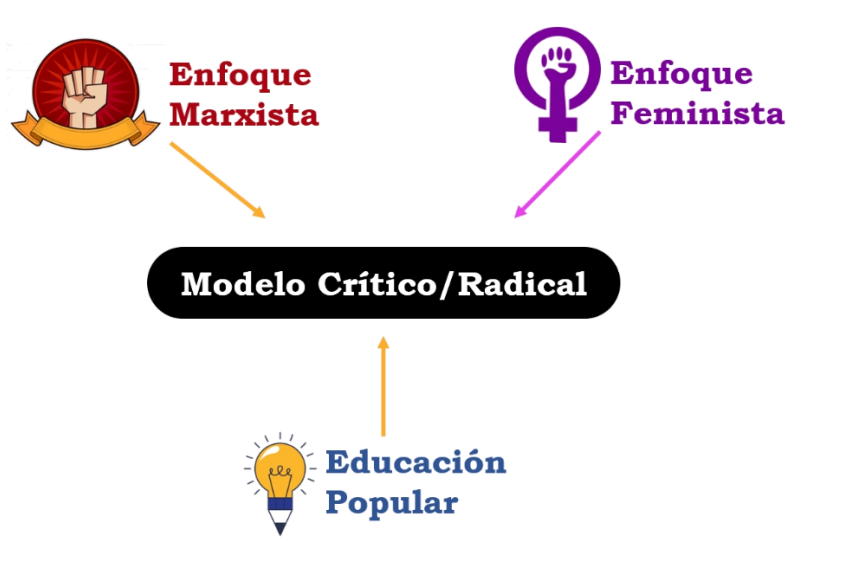 Enfoque
Marxista
Enfoque
Feminista
Modelo Crítico/Radical
Educación
Popular